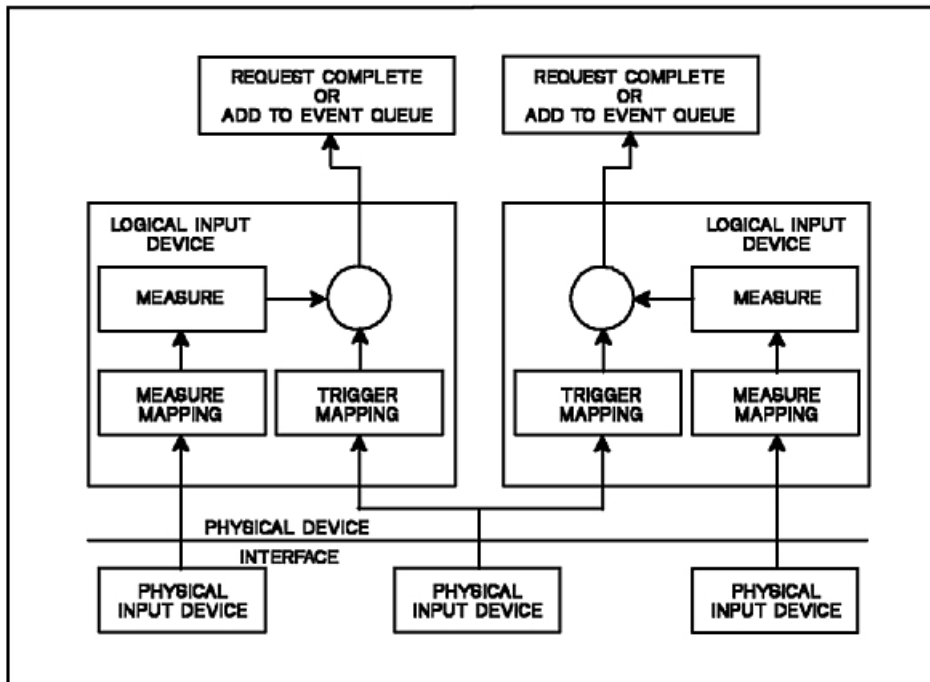 REQUEST COMPLETE
OR
ADD TO EVENT QUEUE
REQUEST COMPLETE
OR
ADD TO EVENT QUEUE
LOGICAL INPUT
DEVICE
MEASURE
MEASURE
MAPPING
TRIGGER
MAPPING
LOGICAL INPUT
DEVICE
MEASURE
TRIGGER
MAPPING
MEASURE
MAPPING
PHYSICAL DEVICE
INTERFACE
PHYSICAL
INPUT DEVICE
PHYSICAL
INPUT DEVICE
PHYSICAL
INPUT DEVICE